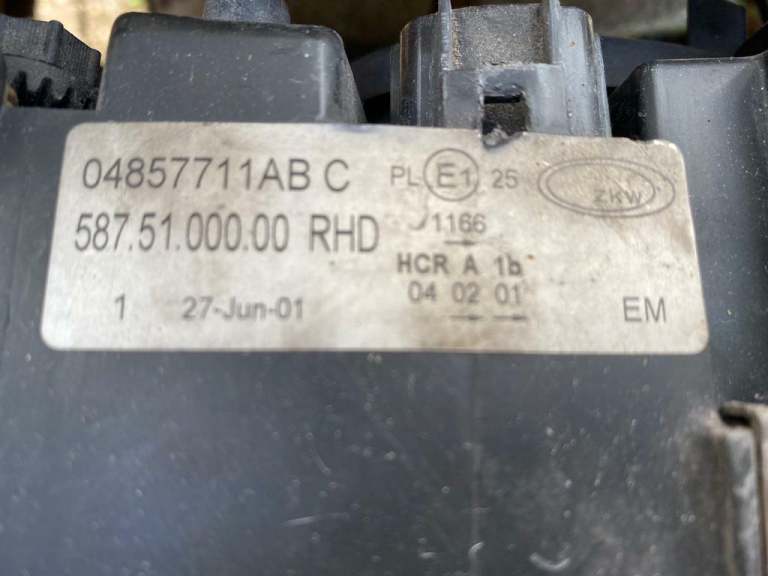 04857711AB C
PL E1 25
ZKW
587.51.000.00 RHD
1166
HCR A 1b
04 02 01
1 27-Jun-01
EM